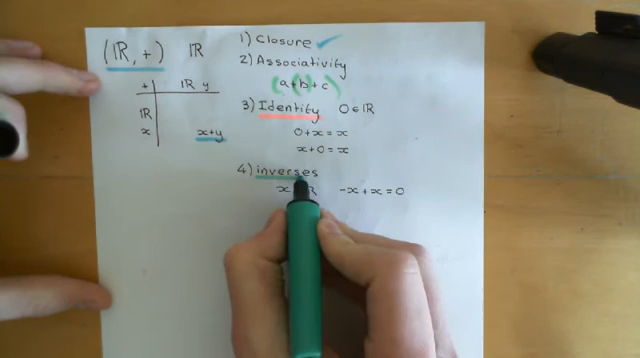 (ℝ, +) ℝ
+ ℝ y
ℝ
x x+y
1) Closure ✓
2) Associativity
(a+(b)+c)
3) Identity 0∈ℝ
0+x=x
x+0=x
4) inverses
x -x+x=0